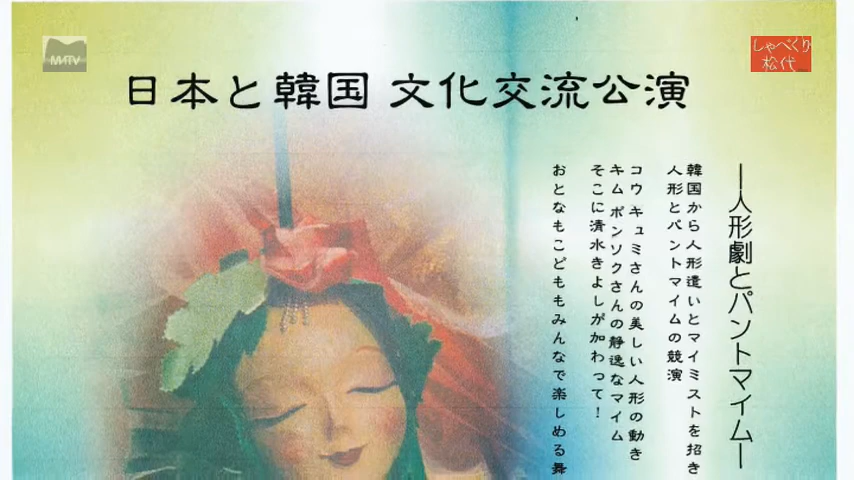 MATV
しゃべくり
松代
日本と韓国 文化交流公演
―人形劇とパントマイム―
韓国から人形遣いとマイミストを招き
人形とパントマイムの競演
コウ キュミさんの美しい人形の動き
キム ポンソクさんの静逸なマイム
そこに清水きよしが加わって!
おとなもこどももみんなで楽しめる舞